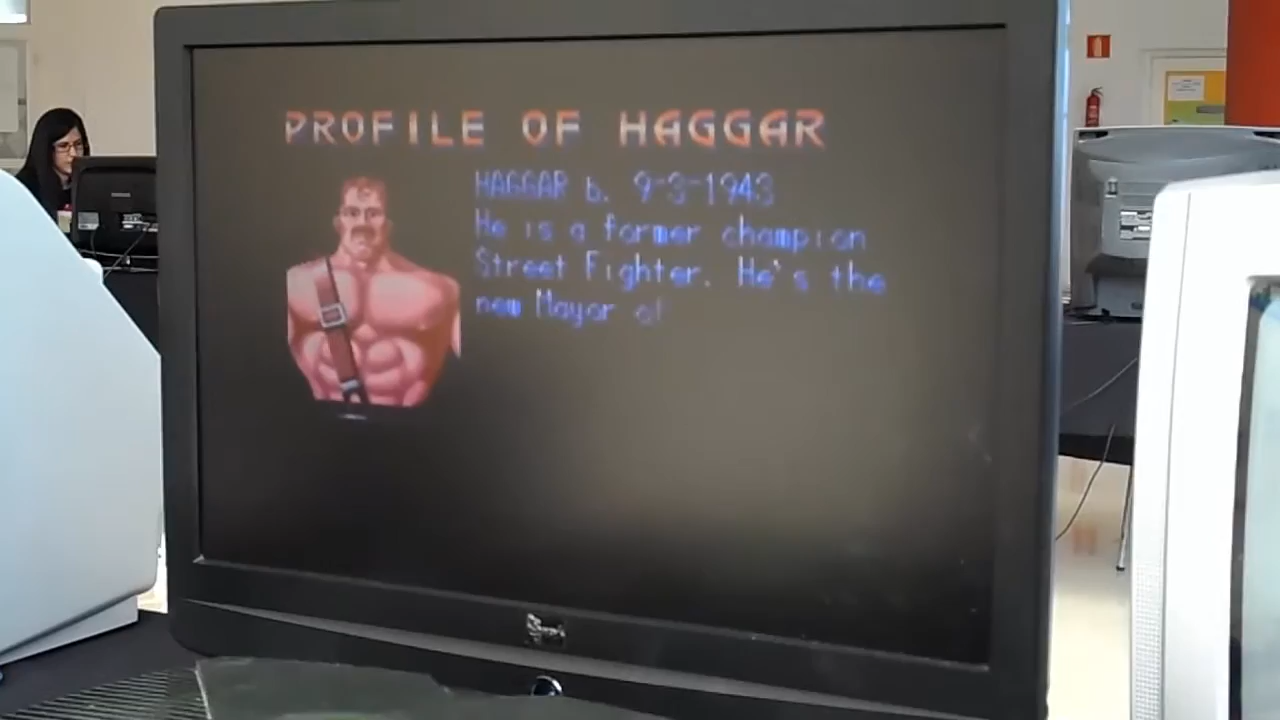 PROFILE OF HAGGAR
HAGGAR b. 9-3-1943
He is a former champion
Street Fighter. He's the
new Mayor of